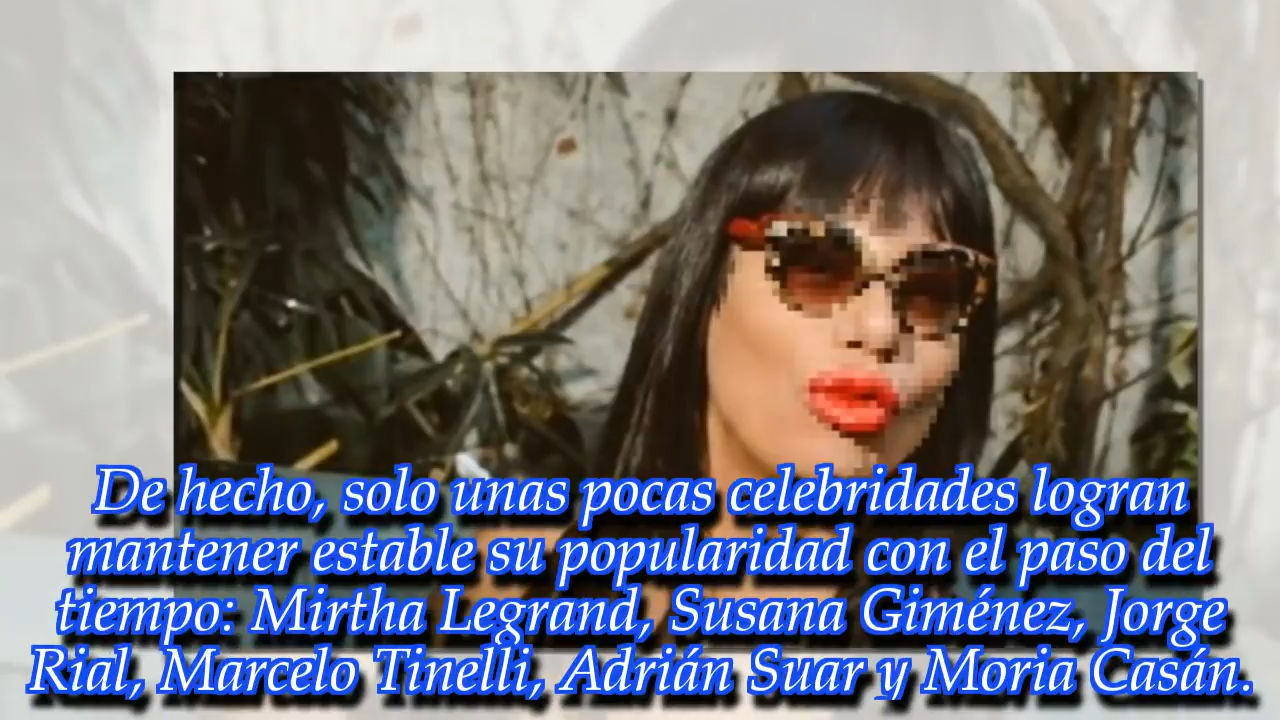 De hecho, solo unas pocas celebridades logran
mantener estable su popularidad con el paso del
tiempo: Mirtha Legrand, Susana Giménez, Jorge
Rial, Marcelo Tinelli, Adrián Suar y Moria Casán.